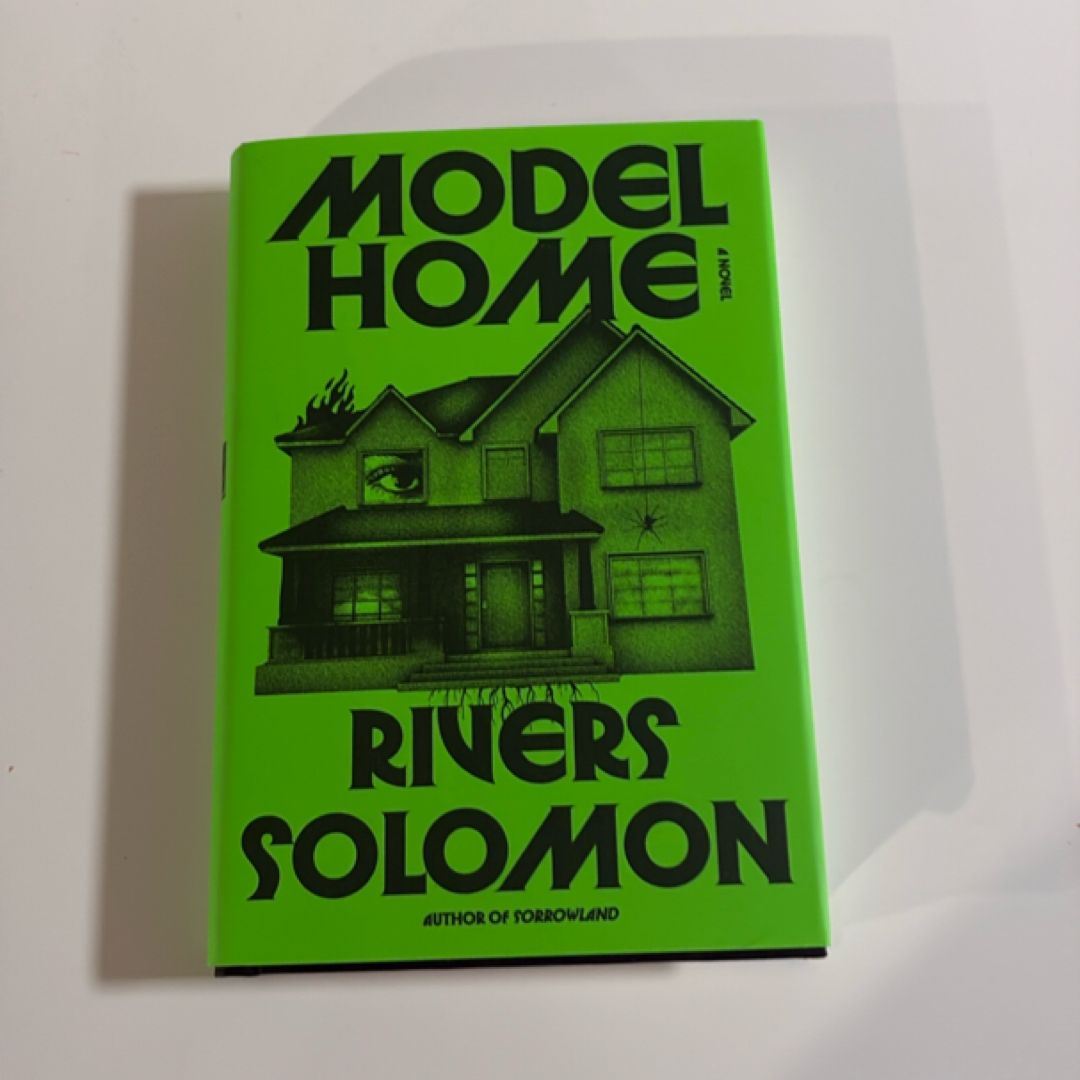 MODEL
HOME
A NOVEL
RIVERS
SOLOMON
AUTHOR OF SORROWLAND